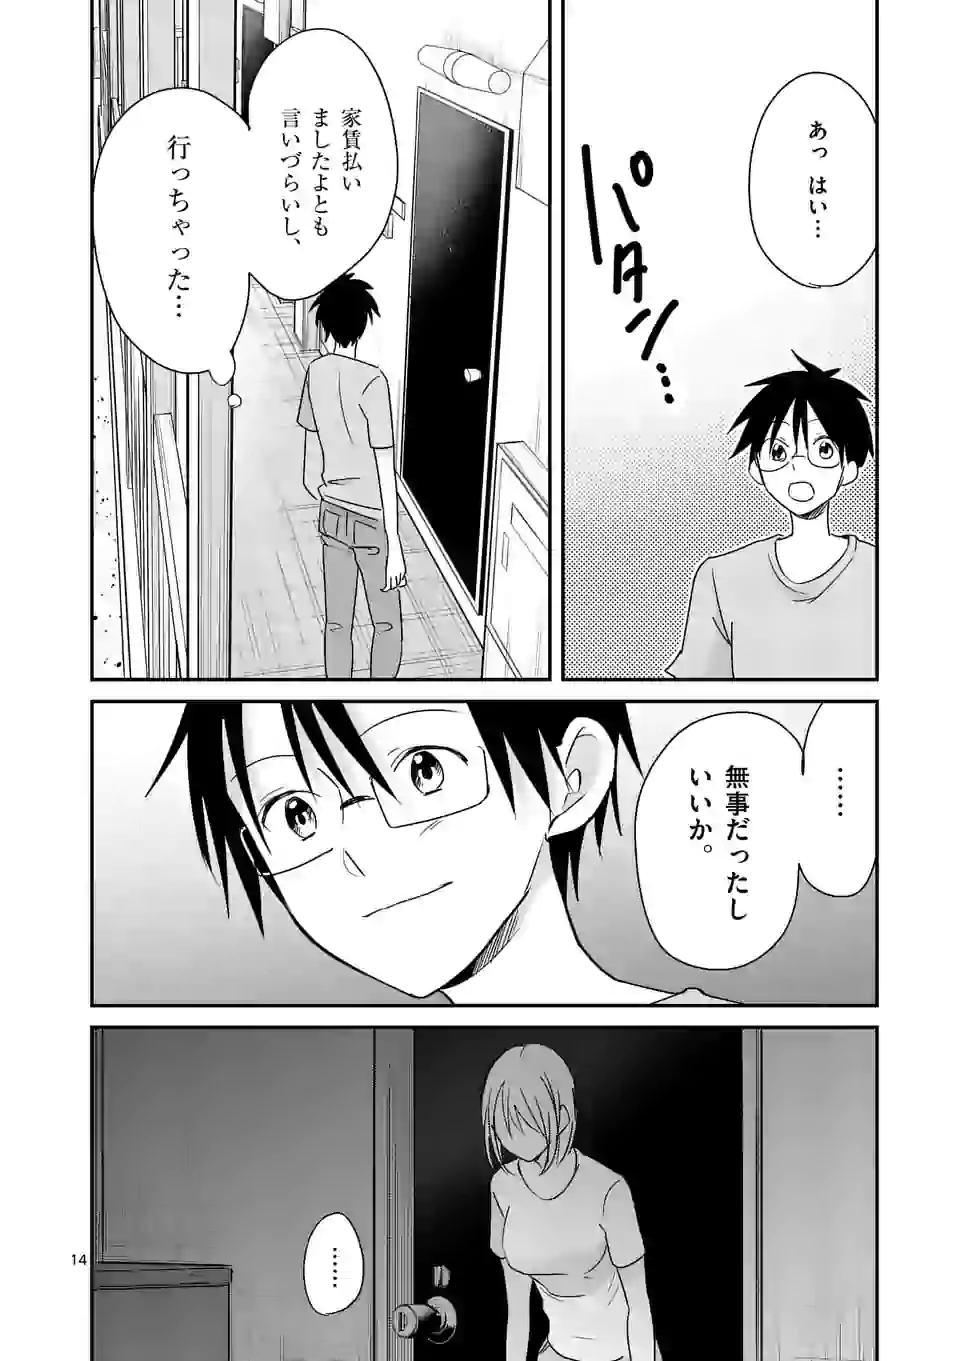 あっ はい…
パタン…
家賃払い
ましたよとも
言いづらいし、
行っちゃった…
……
無事だったし
いいか。
……
14